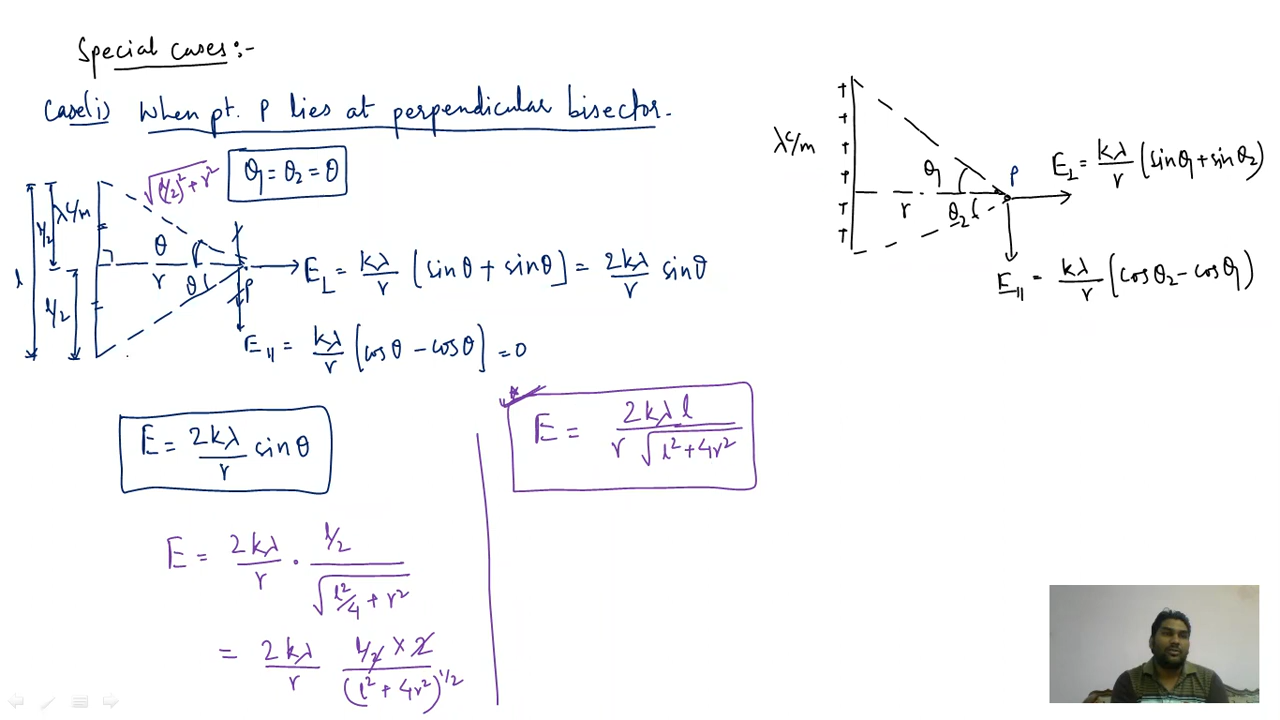 Special cases:-
Case(i) When pt. P lies at perpendicular bisector.
√(l/2)²+r²
θ₁ = θ₂ = θ
l
l/2
λ C/m
l/2
θ
r
θ
P
E⊥ = kλ/r (sinθ + sinθ) = 2kλ/r sinθ
E∥ = kλ/r [cosθ - cosθ] = 0
E = 2kλ/r sinθ
E = 2kλ/r · (l/2)/√(l²/4 + r²)
= 2kλ/r (l/2 × 2)/(l² + 4r²)^1/2
E = 2kλl/(r√(l²+4r²))
λ C/m
+
+
+
+
+
+
θ₁
r
θ₂
P
E⊥ = kλ/r (sinθ₁ + sinθ₂)
E∥ = kλ/r (cosθ₂ - cosθ₁)